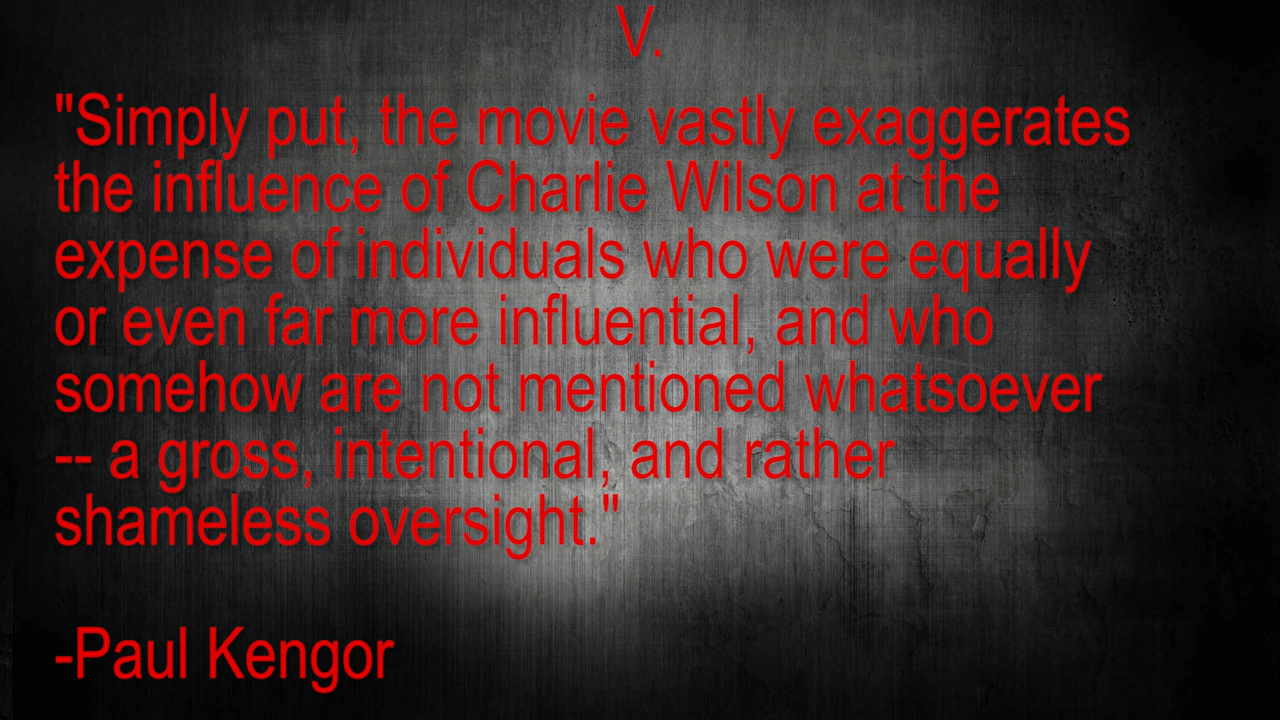 V.
"Simply put, the movie vastly exaggerates
the influence of Charlie Wilson at the
expense of individuals who were equally
or even far more influential, and who
somehow are not mentioned whatsoever
-- a gross, intentional, and rather
shameless oversight."
-Paul Kengor